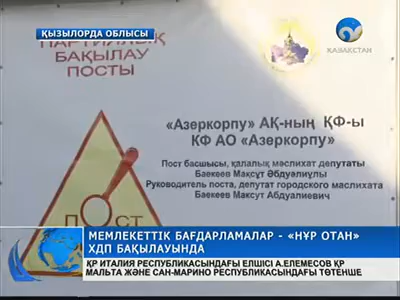 ҚЫЗЫЛОРДА ОБЛЫСЫ
ПАРТИЯЛЫҚ
БАҚЫЛАУ
ПОСТЫ
ҚАЗАҚСТАН
«Азеркорпу» АҚ-ның ҚФ-ы
КФ АО «Азеркорпу»
Пост басшысы, қалалық мәслихат депутаты
Баекеев Мақсұт Әбдуәліұлы
Руководитель поста, депутат городского маслихата
Баекеев Максут Абдуалиевич
ПОСТ
МЕМЛЕКЕТТІК БАҒДАРЛАМАЛАР - «НҰР ОТАН»
ХДП БАҚЫЛАУЫНДА
ҚР ИТАЛИЯ РЕСПУБЛИКАСЫНДАҒЫ ЕЛШІСІ А.ЕЛЕМЕСОВ ҚР
МАЛЬТА ЖӘНЕ САН-МАРИНО РЕСПУБЛИКАСЫНДАҒЫ ТӨТЕНШЕ